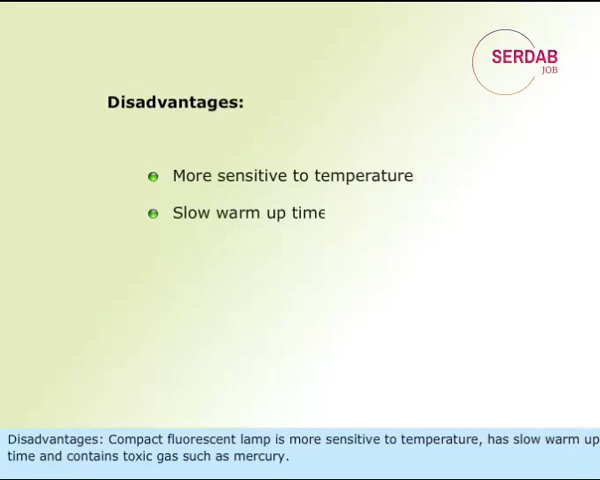 SERDAB
JOB
Disadvantages:
More sensitive to temperature
Slow warm up time
Disadvantages: Compact fluorescent lamp is more sensitive to temperature, has slow warm up
time and contains toxic gas such as mercury.